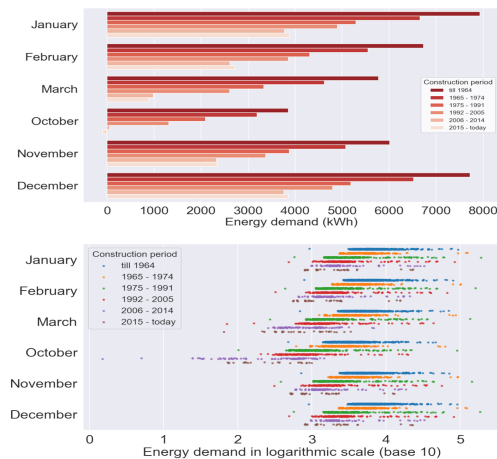 January
February
March
October
November
December
Construction period
till 1964
1965 - 1974
1975 - 1991
1992 - 2005
2006 - 2014
2015 - today
0 1000 2000 3000 4000 5000 6000 7000 8000
Energy demand (kWh)
Construction period
till 1964
1965 - 1974
1975 - 1991
1992 - 2005
2006 - 2014
2015 - today
January
February
March
October
November
December
0 1 2 3 4 5
Energy demand in logarithmic scale (base 10)